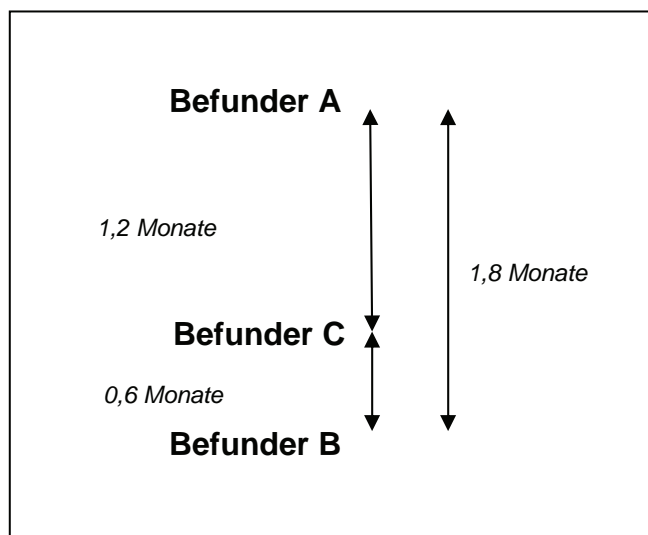 Befunder A
1,2 Monate
1,8 Monate
Befunder C
0,6 Monate
Befunder B